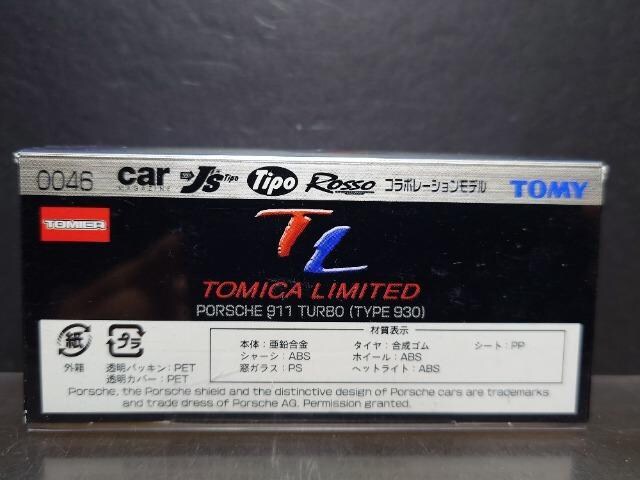 0046 car MAGAZINE J's Tipo Tipo Rosso コラボレーションモデル TOMY
TOMICA
TL
TOMICA LIMITED
PORSCHE 911 TURBO (TYPE 930)
材質表示
紙 プラ
外箱
透明パッキン：PET
透明カバー：PET
本体：亜鉛合金 タイヤ：合成ゴム シート：PP
シャーシ：ABS ホイール：ABS
窓ガラス：PS ヘッドライト：ABS
Porsche, the Porsche shield and the distinctive design of Porsche cars are trademarks
and trade dress of Porsche AG. Permission granted.